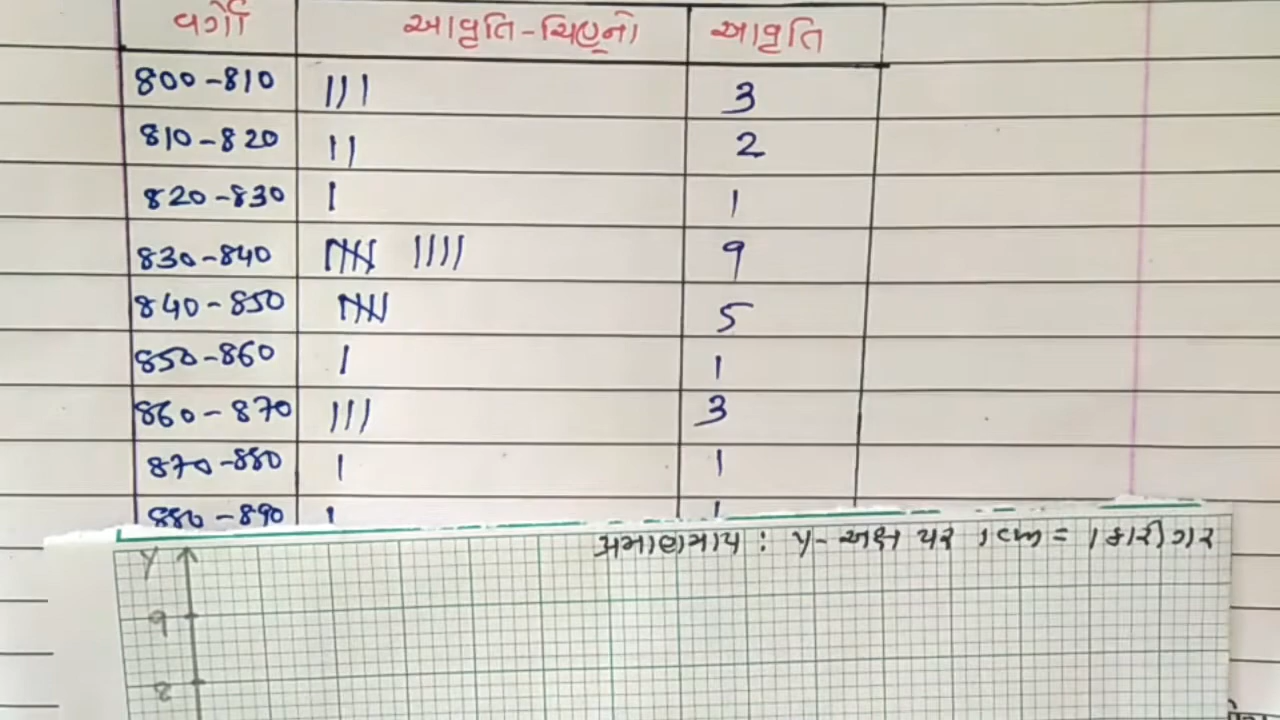 વર્ગો આવૃતિ-ચિહ્નો આવૃતિ
800-810 ||| 3
810-820 || 2
820-830 | 1
830-840 |||| |||| 9
840-850 |||| 5
850-860 | 1
860-870 ||| 3
870-880 | 1
880-890 | 1
પ્રમાણમાપ : Y-અક્ષ પર 1cm = 1 કારીગર
Y
9
8